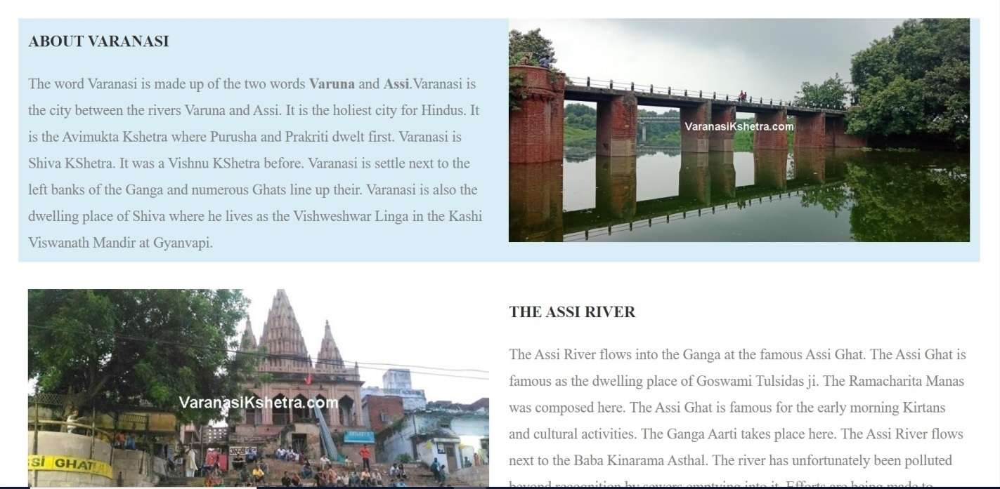 ABOUT VARANASI
The word Varanasi is made up of the two words Varuna and Assi.Varanasi is
the city between the rivers Varuna and Assi. It is the holiest city for Hindus. It
is the Avimukta Kshetra where Purusha and Prakriti dwelt first. Varanasi is
Shiva KShetra. It was a Vishnu KShetra before. Varanasi is settle next to the
left banks of the Ganga and numerous Ghats line up their. Varanasi is also the
dwelling place of Shiva where he lives as the Vishweshwar Linga in the Kashi
Viswanath Mandir at Gyanvapi.
VaranasiKshetra.com
VaranasiKshetra.com
अस्सी घाट
SI GHAT
THE ASSI RIVER
The Assi River flows into the Ganga at the famous Assi Ghat. The Assi Ghat is
famous as the dwelling place of Goswami Tulsidas ji. The Ramacharita Manas
was composed here. The Assi Ghat is famous for the early morning Kirtans
and cultural activities. The Ganga Aarti takes place here. The Assi River flows
next to the Baba Kinarama Asthal. The river has unfortunately been polluted
beyond recognition by sewers emptying into it. Efforts are being made to